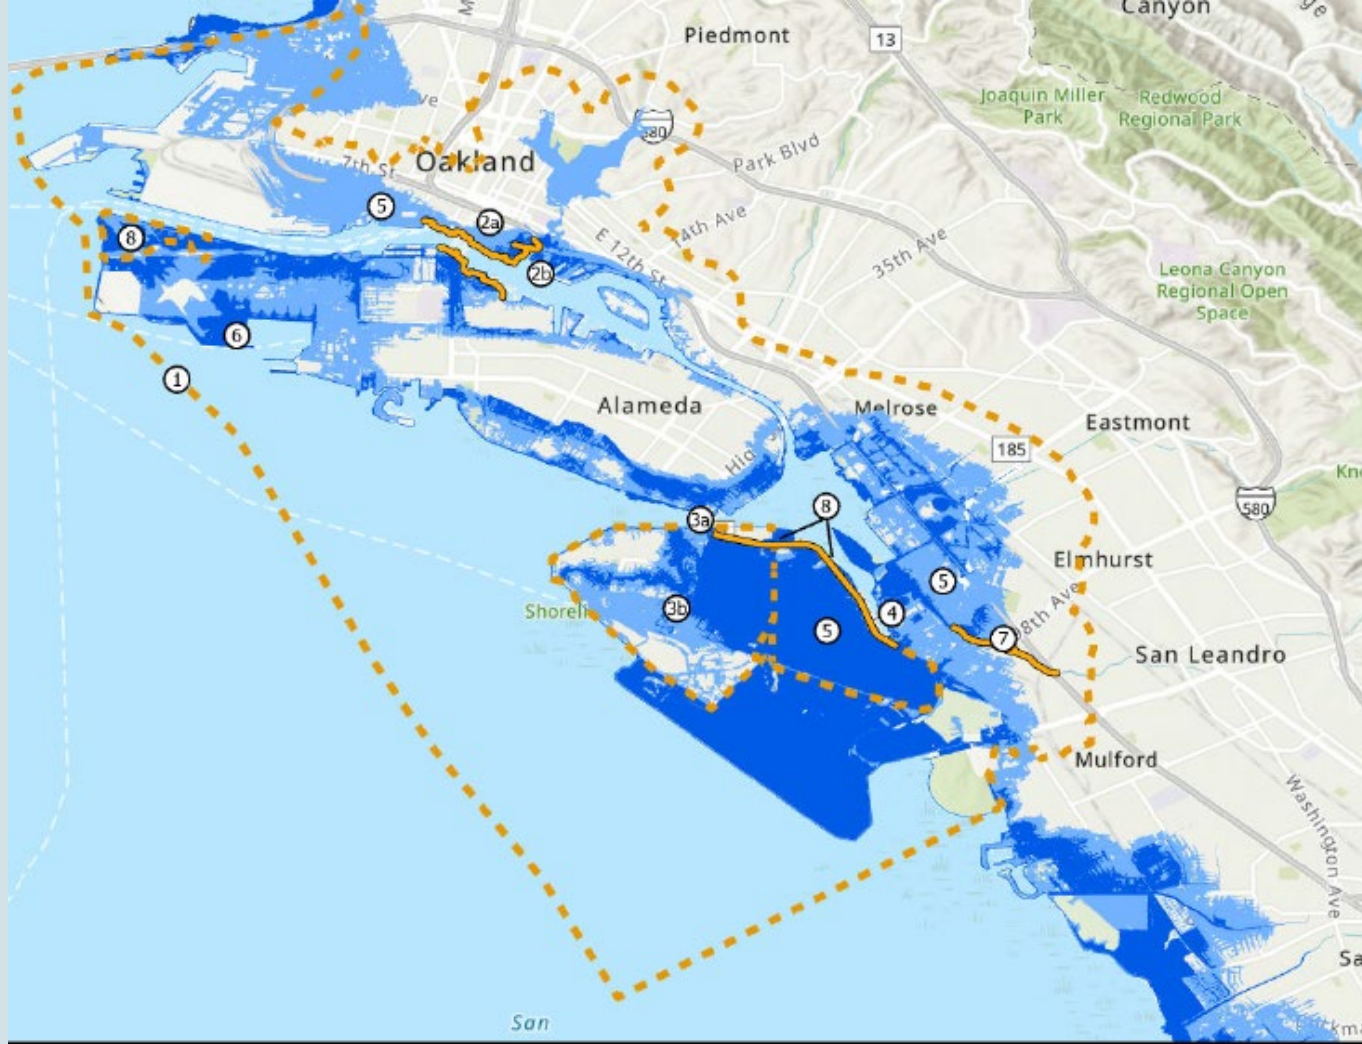 Canyon
Piedmont
13
Joaquin Miller
Park
Redwood
Regional Park
580
Park Blvd
Oakland
7th St
5
2a
14th Ave
8
E 12th St
35th Ave
2b
Leona Canyon
Regional Open
Space
6
1
Alameda
Melrose
Eastmont
185
580
8
3a
Elmhurst
5
3b
4
5
7
98th Ave
San Leandro
Mulford
Washington Ave
San